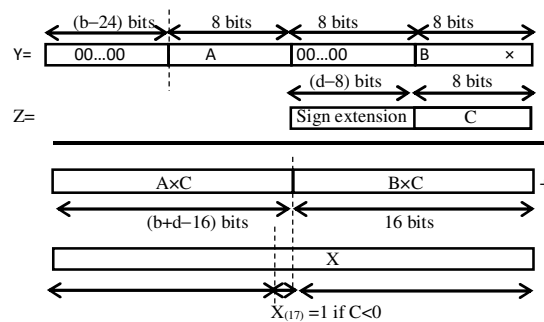 (b−24) bits 8 bits 8 bits 8 bits
Y= 00...00 A 00...00 B ×
(d−8) bits 8 bits
Z= Sign extension C
A×C B×C
(b+d−16) bits 16 bits
X
X(17) =1 if C<0